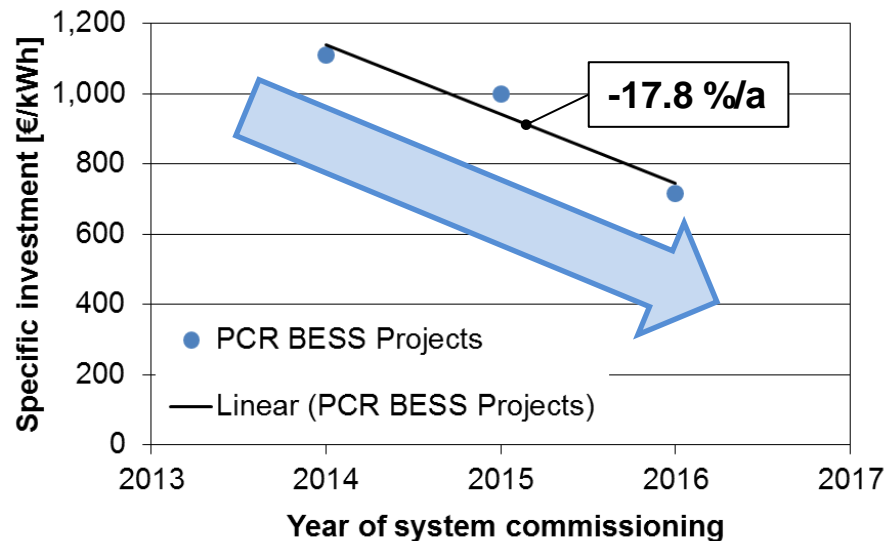 Specific investment [€/kWh]
1,200
1,000
800
600
400
200
0
-17.8 %/a
PCR BESS Projects
Linear (PCR BESS Projects)
2013 2014 2015 2016 2017
Year of system commissioning